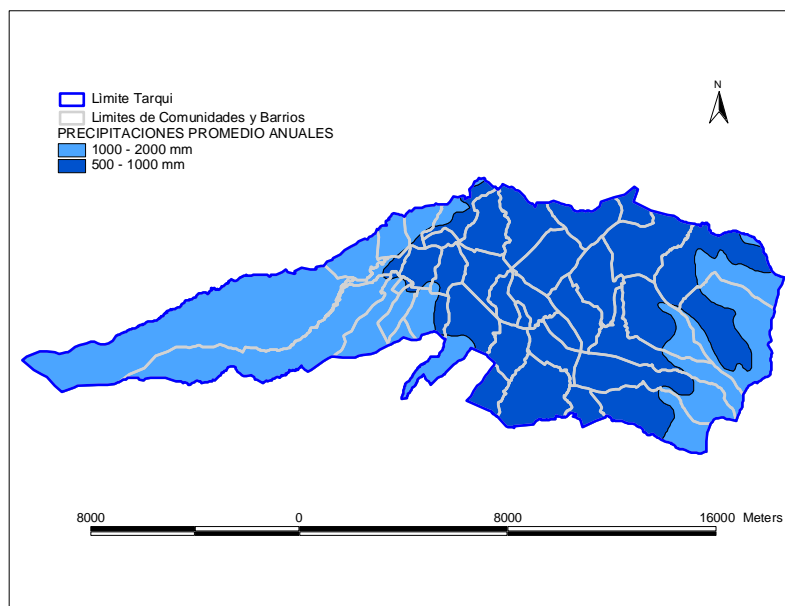 N
Lìmite Tarqui
Limites de Comunidades y Barrios
PRECIPITACIONES PROMEDIO ANUALES
1000 - 2000 mm
500 - 1000 mm
8000 0 8000 16000 Meters